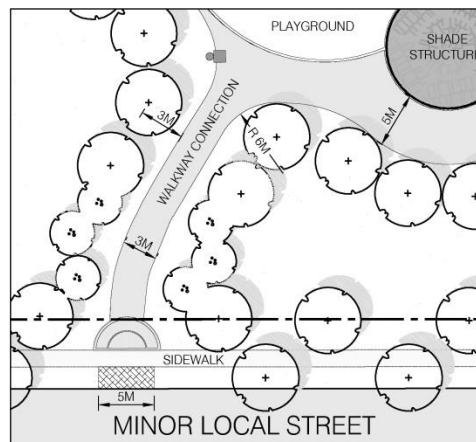 PLAYGROUND
SHADE
STRUCTURE
3M
WALKWAY CONNECTION
R 6M
5M
3M
SIDEWALK
5M
MINOR LOCAL STREET